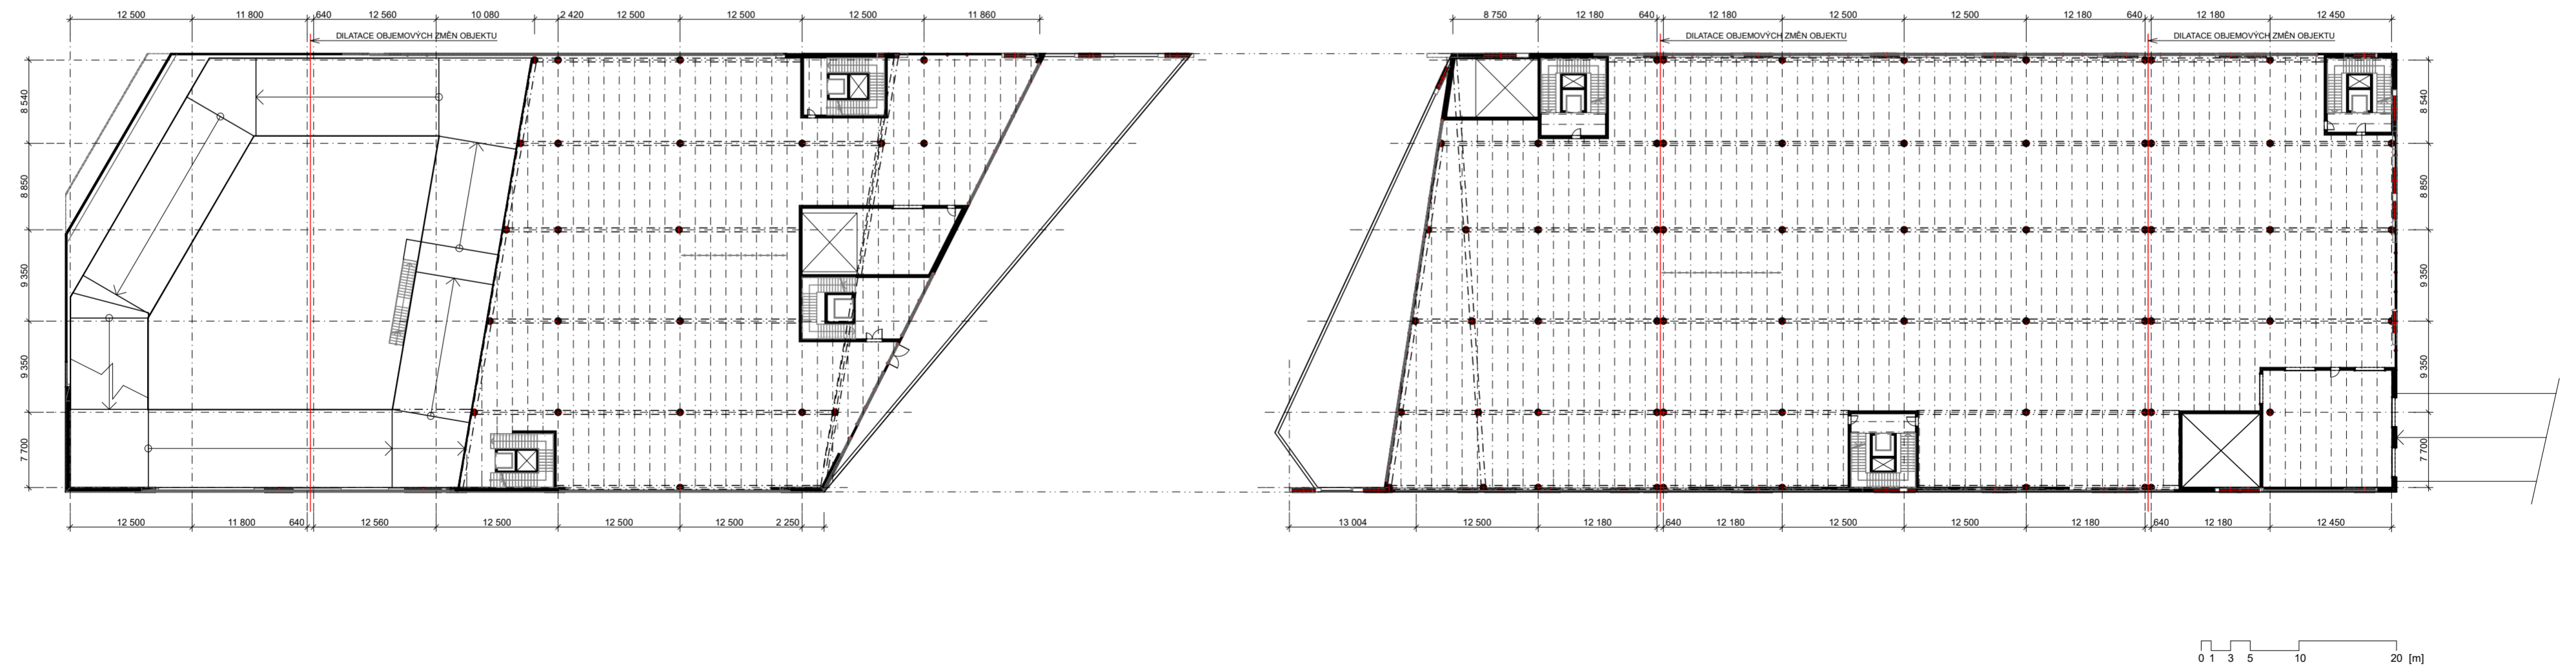 12 500 11 800 640 12 560 10 080 2 420 12 500 12 500 12 500 11 860 8 750 12 180 640 12 180 12 500 12 500 12 180 640 12 180 12 450
DILATACE OBJEMOVÝCH ZMĚN OBJEKTU DILATACE OBJEMOVÝCH ZMĚN OBJEKTU DILATACE OBJEMOVÝCH ZMĚN OBJEKTU
8 540 8 540
8 850 8 850
9 350 9 350
9 350 9 350
7 700 7 700
12 500 11 800 640 12 560 12 500 12 500 12 500 2 250 13 004 12 500 12 180 640 12 180 12 500 12 500 12 180 640 12 180 12 450
0 1 3 5 10 20 [m]